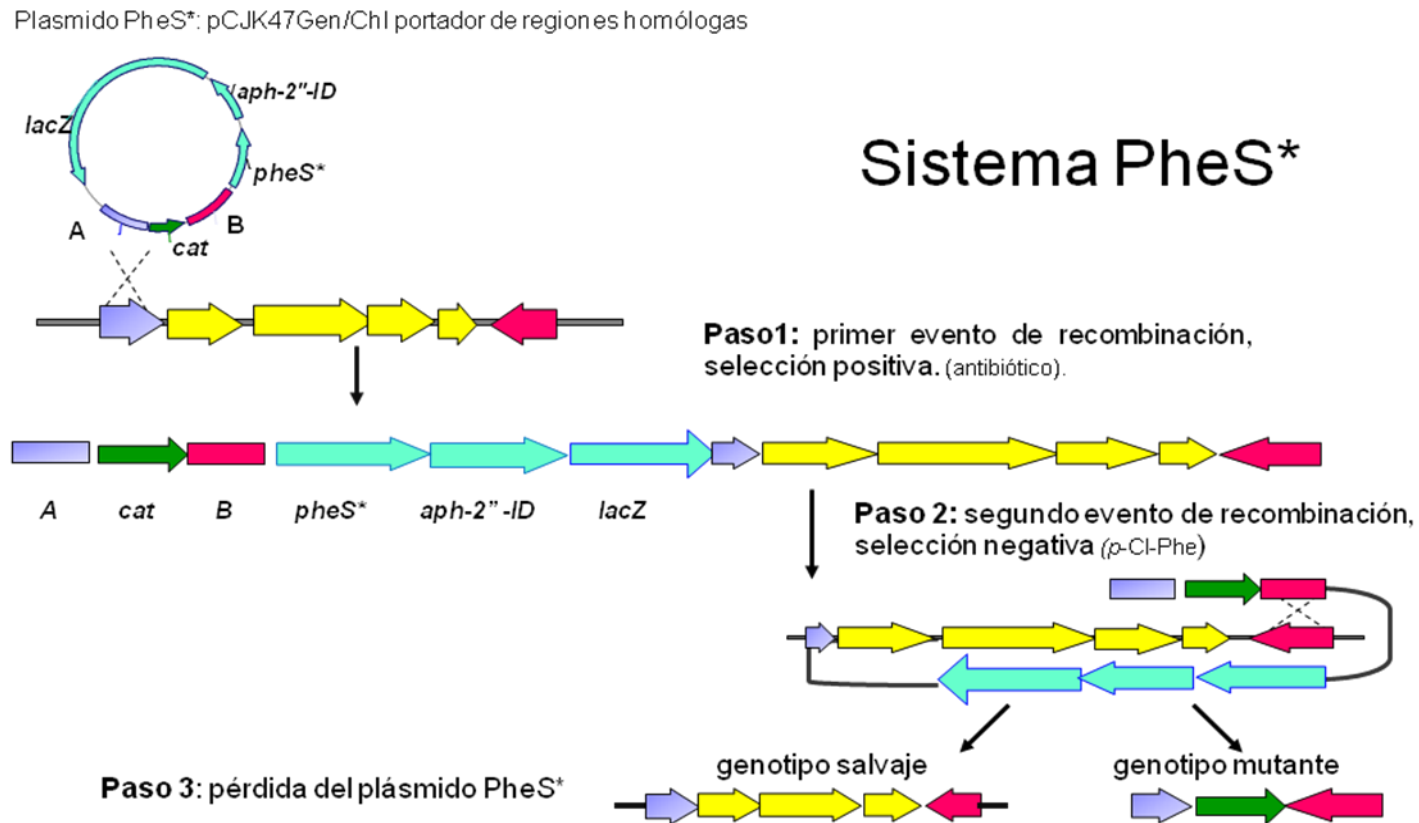 Plasmido PheS*: pCJK47Gen/Chl portador de regiones homólogas
aph-2"-ID
lacZ
pheS*
A
B
cat
Sistema PheS*
Paso1: primer evento de recombinación,
selección positiva. (antibiótico).
A cat B pheS* aph-2"-ID lacZ
Paso 2: segundo evento de recombinación,
selección negativa (p-Cl-Phe)
genotipo salvaje
genotipo mutante
Paso 3: pérdida del plásmido PheS*